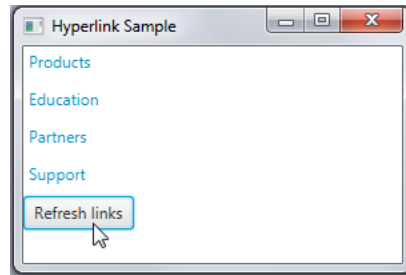 Hyperlink Sample
Products
Education
Partners
Support
Refresh links